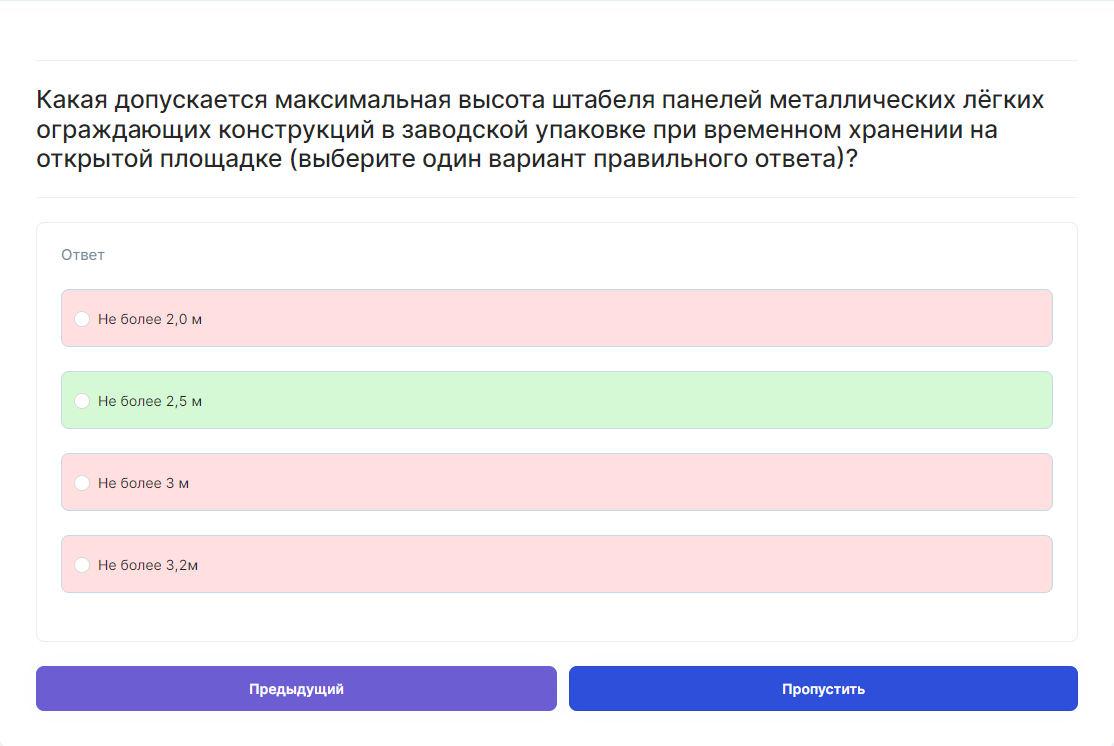 Какая допускается максимальная высота штабеля панелей металлических лёгких
ограждающих конструкций в заводской упаковке при временном хранении на
открытой площадке (выберите один вариант правильного ответа)?
Ответ
Не более 2,0 м
Не более 2,5 м
Не более 3 м
Не более 3,2м
Предыдущий
Пропустить